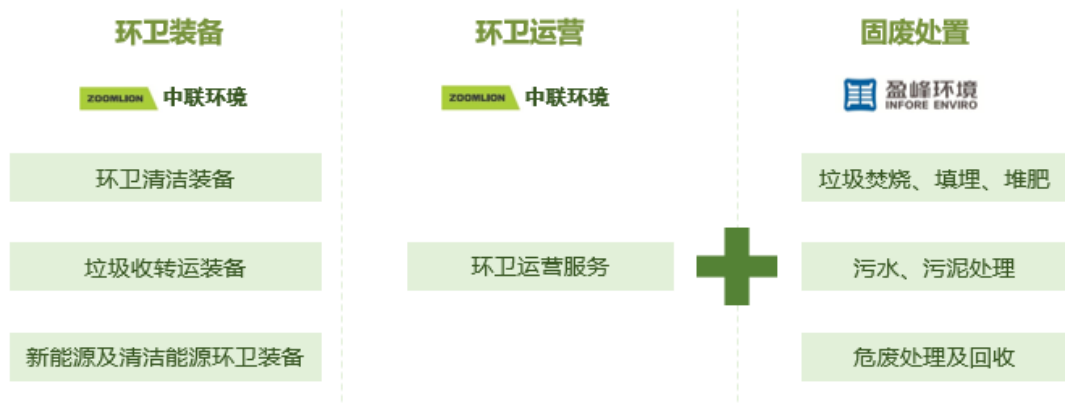 环卫装备
环卫运营
固废处置
ZOOMLION 中联环境
ZOOMLION 中联环境
盈峰环境
INFORE ENVIRO
环卫清洁装备
垃圾焚烧、填埋、堆肥
垃圾收转运装备
环卫运营服务
污水、污泥处理
新能源及清洁能源环卫装备
危废处理及回收